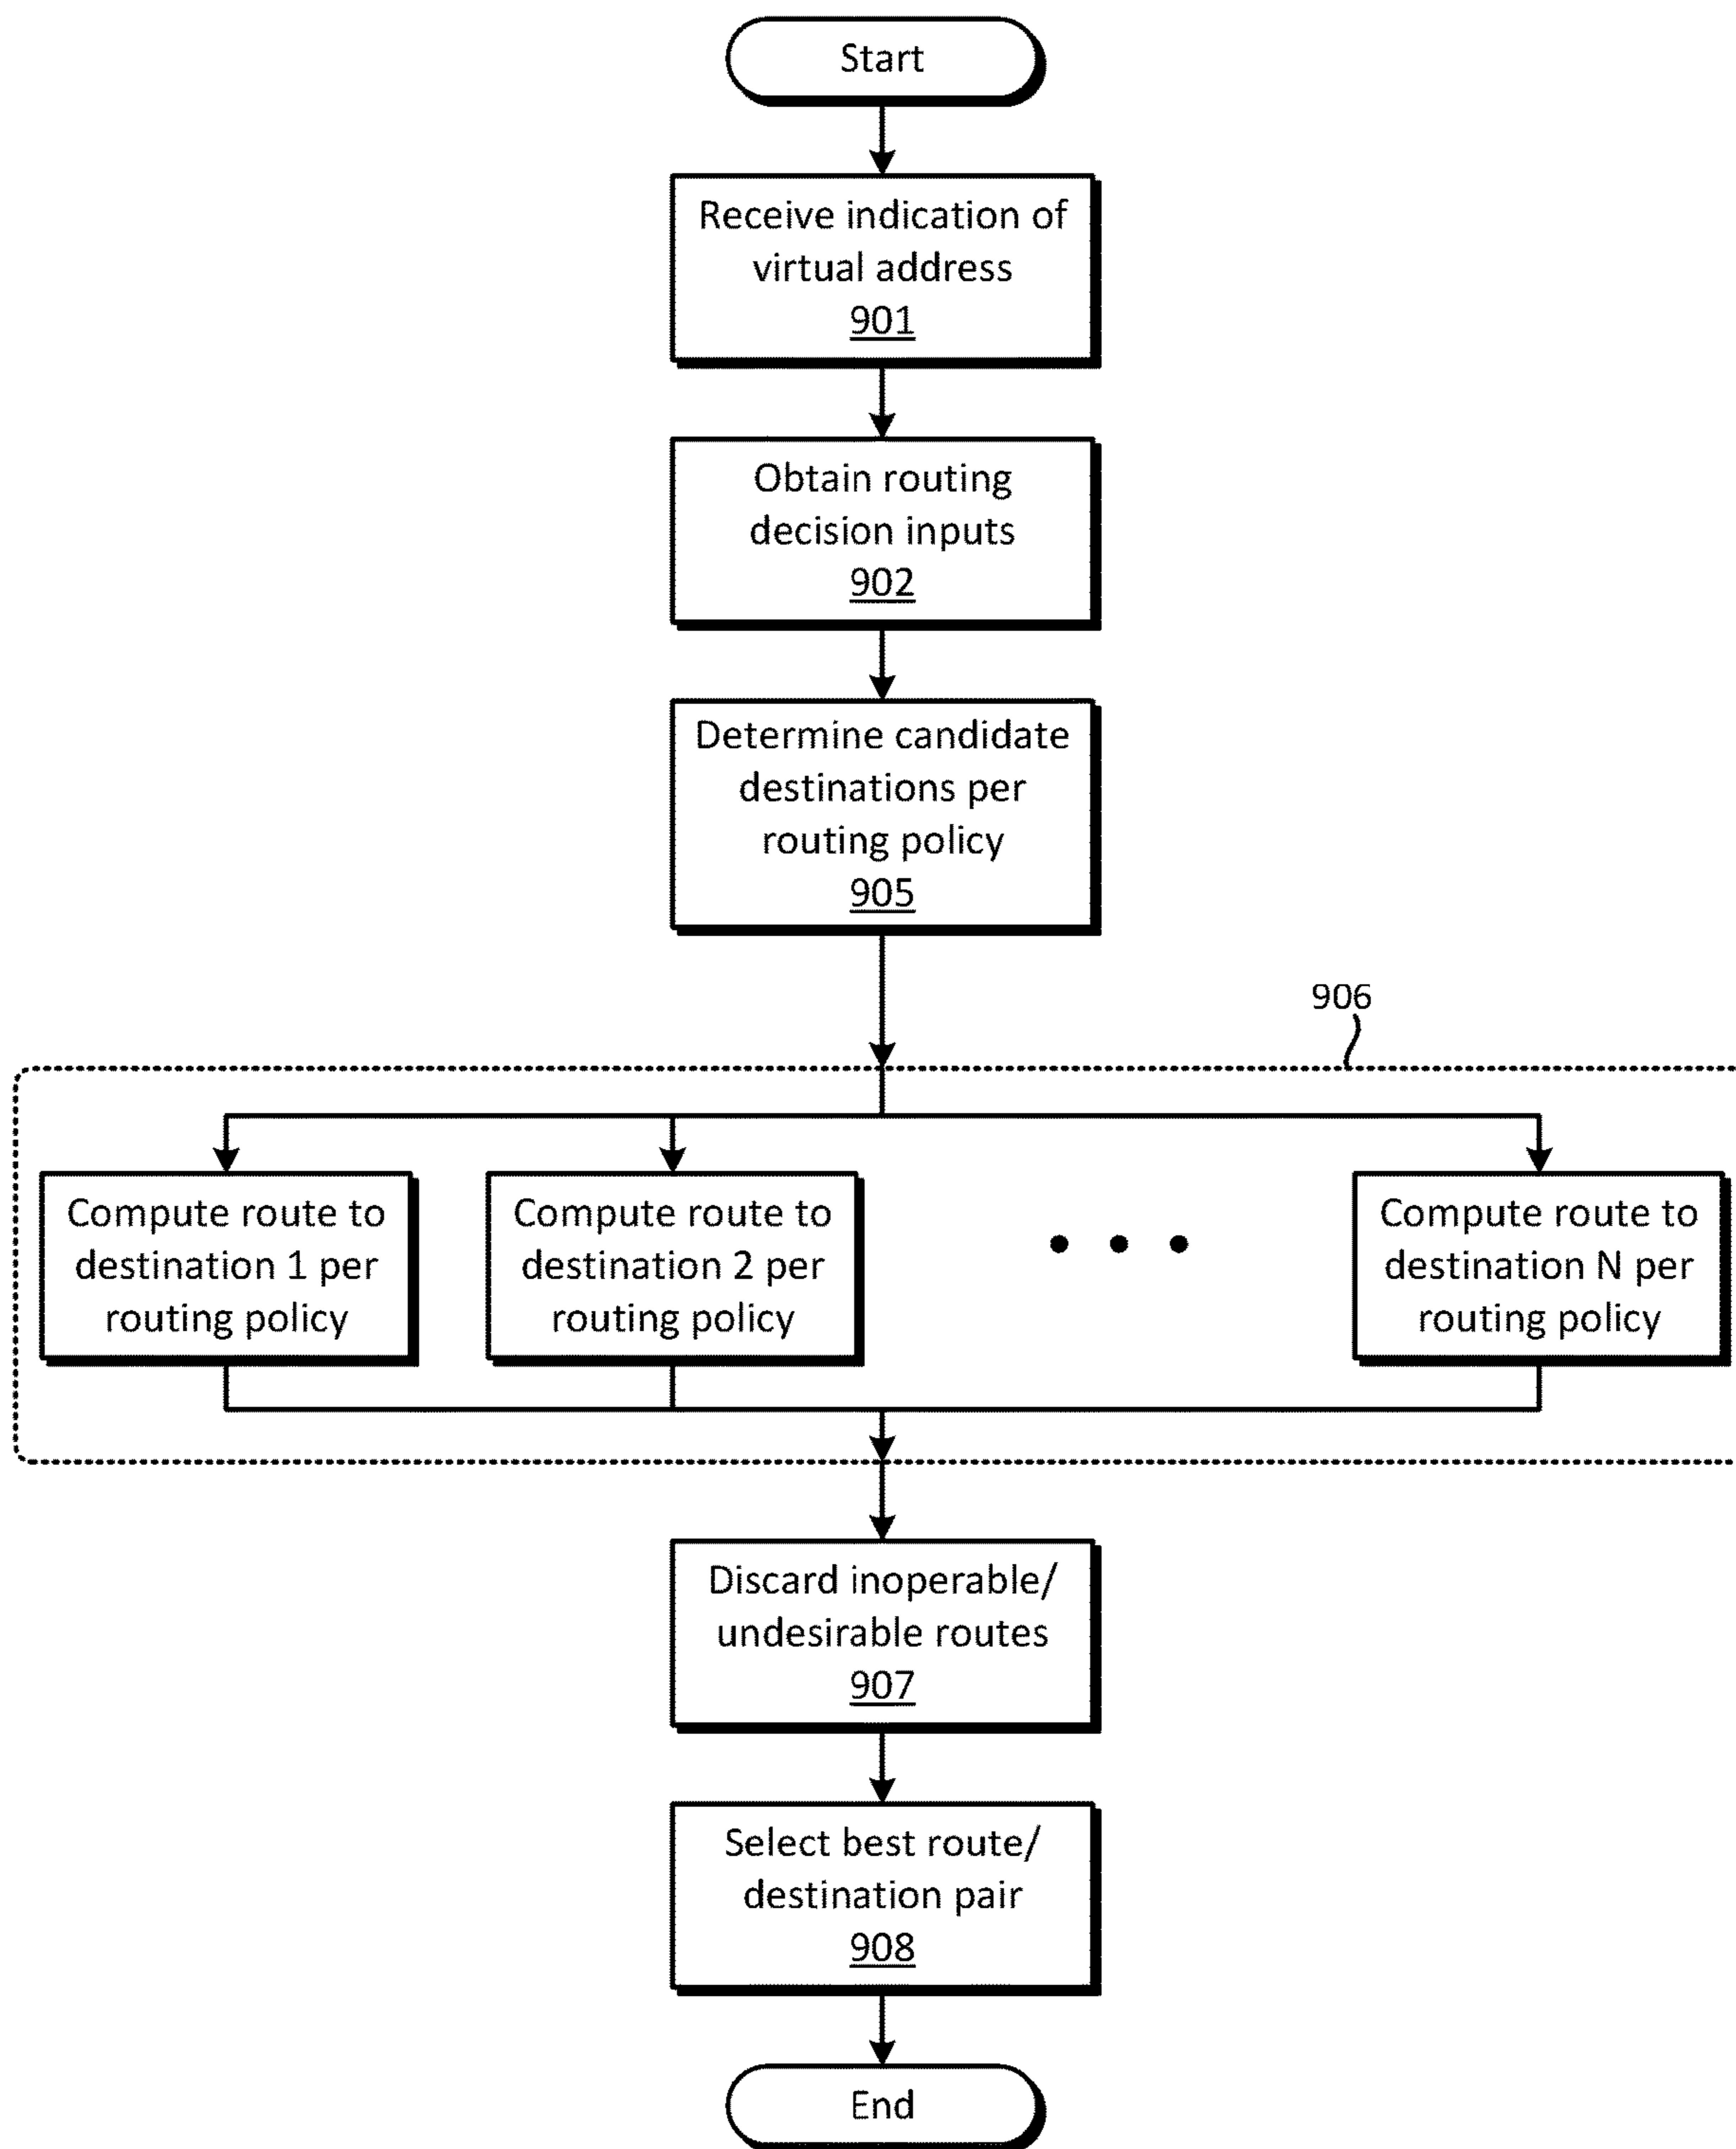 Start
Receive indication of
virtual address
901
Obtain routing
decision inputs
902
Determine candidate
destinations per
routing policy
905
906
Compute route to
destination 1 per
routing policy
Compute route to
destination 2 per
routing policy
• • •
Compute route to
destination N per
routing policy
Discard inoperable/
undesirable routes
907
Select best route/
destination pair
908
End